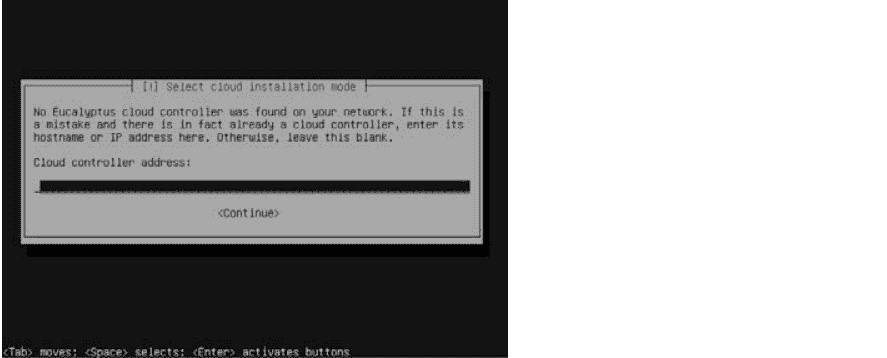 [!] Select cloud installation mode
No Eucalyptus cloud controller was found on your network. If this is
a mistake and there is in fact already a cloud controller, enter its
hostname or IP address here. Otherwise, leave this blank.
Cloud controller address:
<Continue>
<Tab> moves; <Space> selects; <Enter> activates buttons